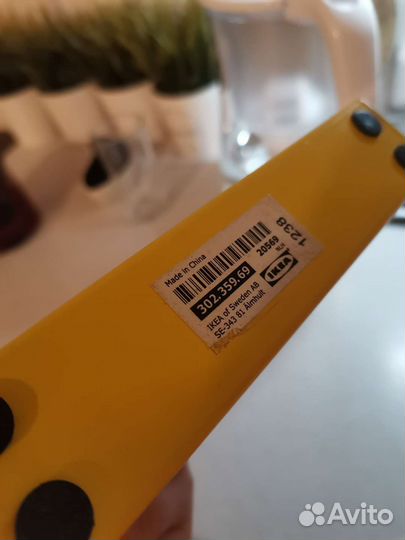 Made in China
302.359.69
20569
1238
IKEA of Sweden AB
SE-343 81 Älmhult
IKEA
Avito